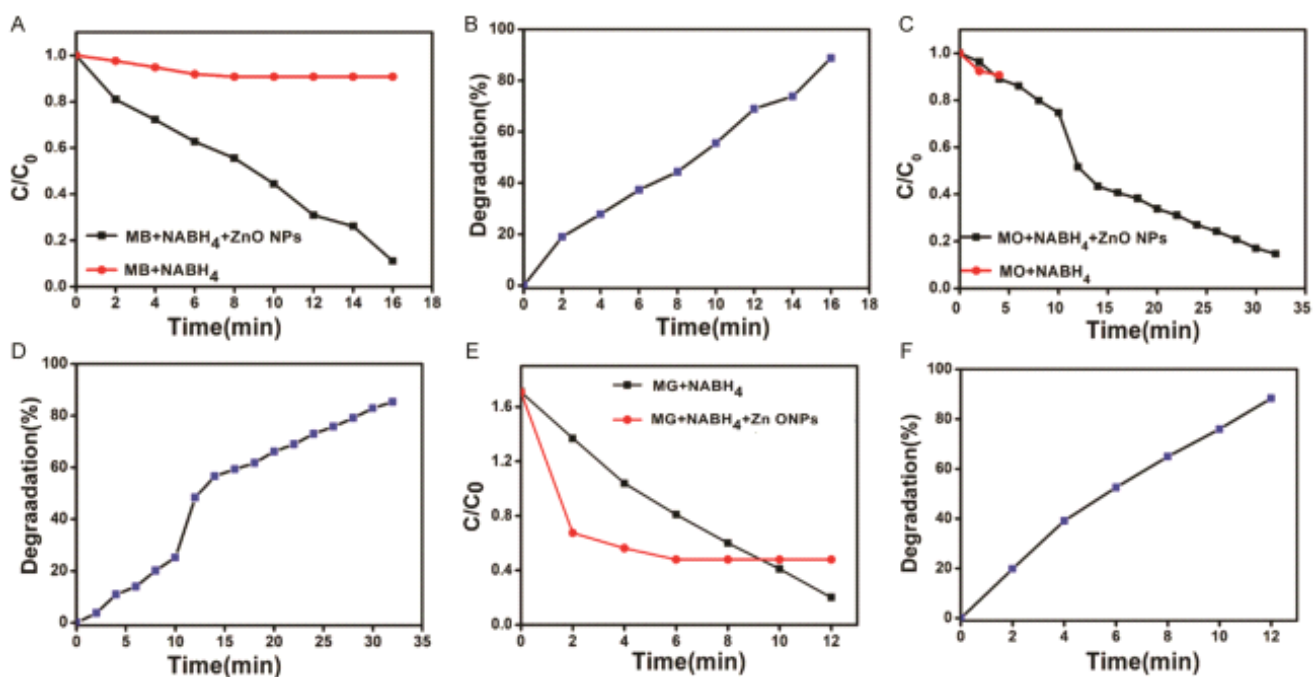 A
C/C0
1.0
0.8
0.6
0.4
0.2
0.0
MB+NABH4+ZnO NPs
MB+NABH4
0 2 4 6 8 10 12 14 16 18
Time(min)
B
Degradation(%)
100
80
60
40
20
0
0 2 4 6 8 10 12 14 16 18
Time(min)
C
C/C0
1.0
0.8
0.6
0.4
0.2
0.0
MO+NABH4+ZnO NPs
MO+NABH4
0 5 10 15 20 25 30 35
Time(min)
D
Degraadation(%)
100
80
60
40
20
0
0 5 10 15 20 25 30 35
Time(min)
E
C/C0
1.6
1.2
0.8
0.4
0.0
MG+NABH4
MG+NABH4+Zn ONPs
0 2 4 6 8 10 12
Time(min)
F
Degradation(%)
100
80
60
40
20
0
0 2 4 6 8 10 12
Time(min)